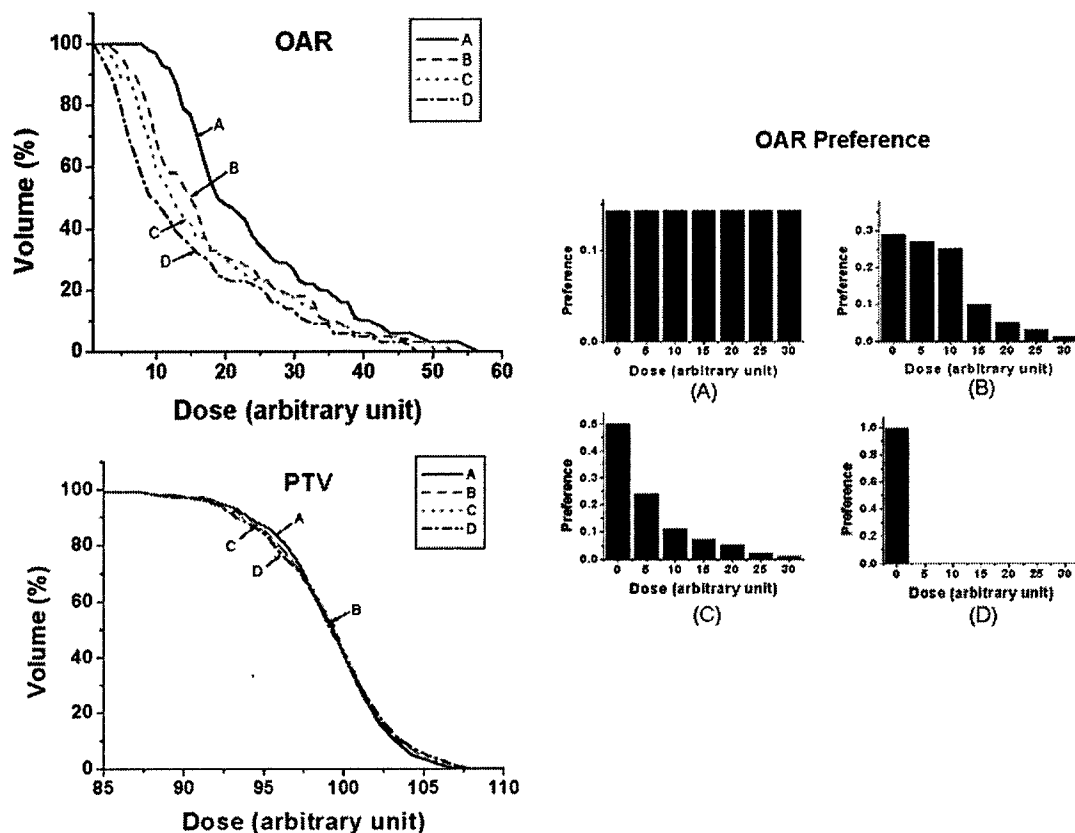 OAR
A
B
C
D
100
80
60
40
20
0
Volume (%)
A
B
C
D
10 20 30 40 50 60
Dose (arbitrary unit)
PTV
A
B
C
D
100
80
60
40
20
0
Volume (%)
A
C
D
B
85 90 95 100 105 110
Dose (arbitrary unit)
OAR Preference
0.1
0.0
Preference
0 5 10 15 20 25 30
Dose (arbitrary unit)
(A)
0.3
0.2
0.1
0.0
Preference
0 5 10 15 20 25 30
Dose (arbitrary unit)
(B)
0.5
0.4
0.3
0.2
0.1
0.0
Preference
0 5 10 15 20 25 30
Dose (arbitrary unit)
(C)
1.0
0.8
0.6
0.4
0.2
0.0
Preference
0 5 10 15 20 25 30
Dose (arbitrary unit)
(D)